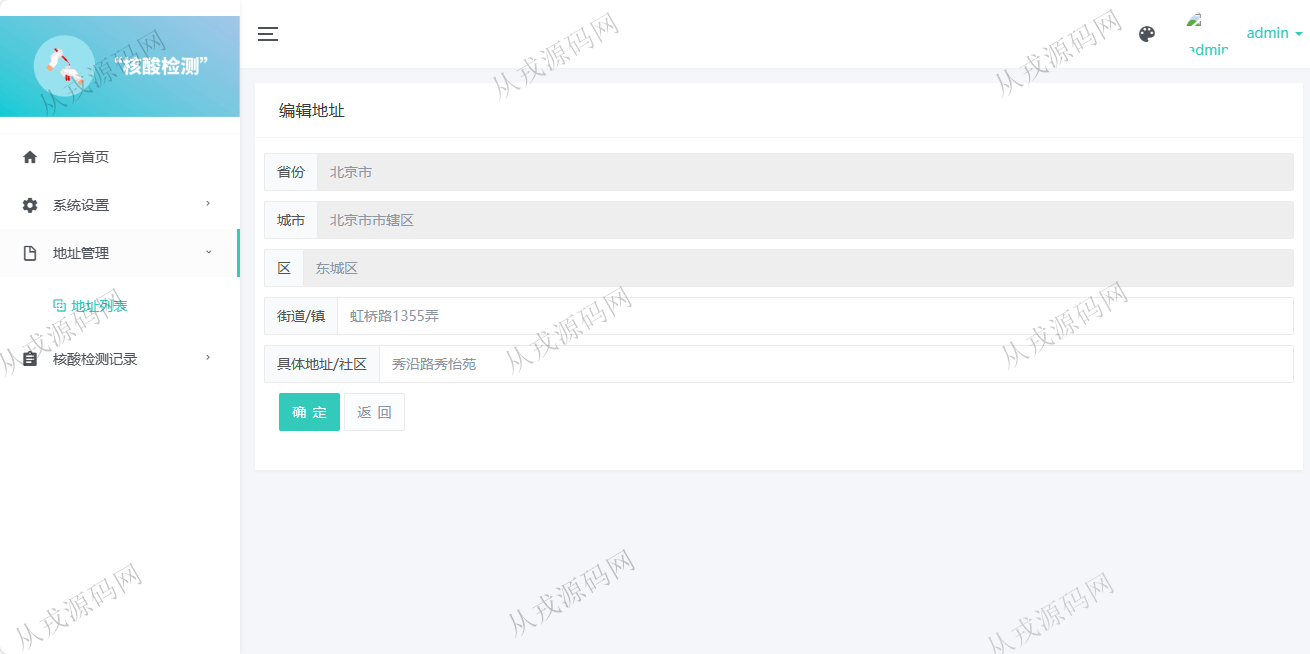 “核酸检测”
admin
admin
后台首页
系统设置
地址管理
地址列表
核酸检测记录
编辑地址
省份 北京市
城市 北京市市辖区
区 东城区
街道/镇 虹桥路1355弄
具体地址/社区 秀沿路秀怡苑
确 定 返 回
从戎源码网
从戎源码网
从戎源码网
从戎源码网
从戎源码网
从戎源码网
从戎源码网
从戎源码网
从戎源码网